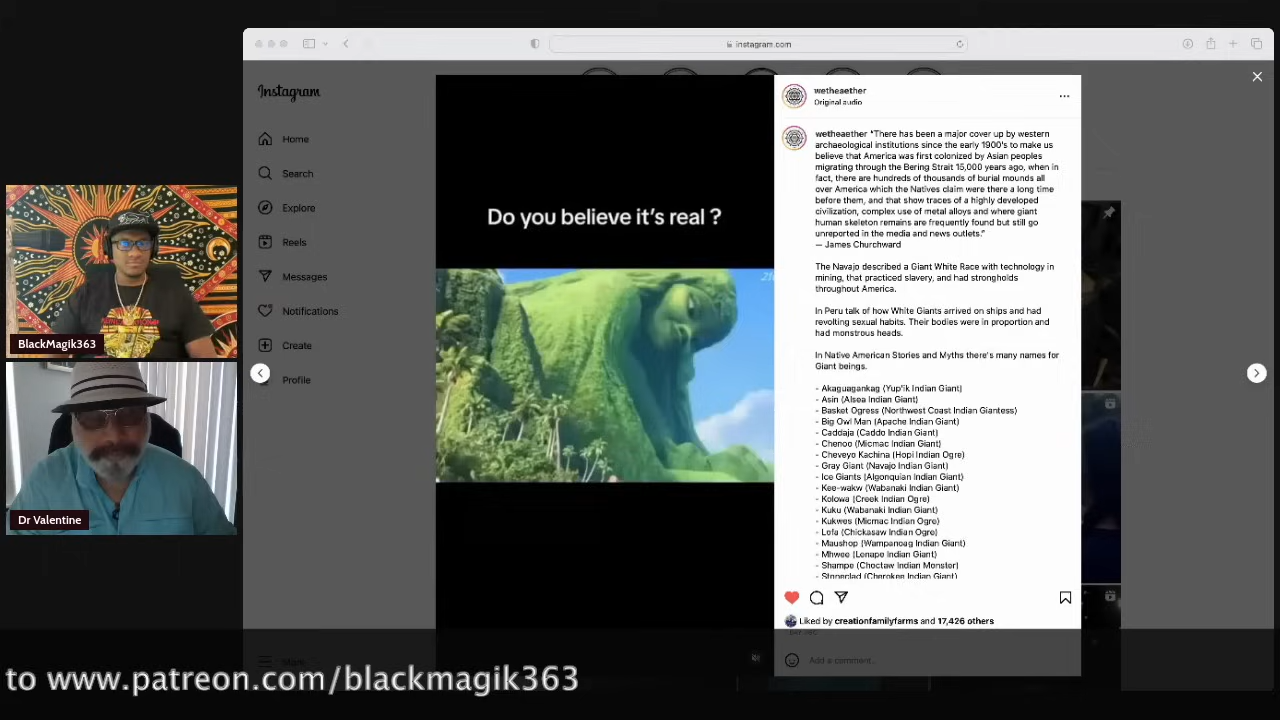 instagram.com
Instagram
Home
Search
Explore
Reels
Messages
Notifications
Create
Profile
More
BlackMagik363
Dr Valentine
Do you believe it's real ?
wetheaether
Original audio
wetheaether "There has been a major cover up by western
archaeological institutions since the early 1900's to make us
believe that America was first colonized by Asian peoples
migrating through the Bering Strait 15,000 years ago, when in
fact, there are hundreds of thousands of burial mounds all
over America which the Natives claim were there a long time
before them, and that show traces of a highly developed
civilization, complex use of metal alloys and where giant
human skeleton remains are frequently found but still go
unreported in the media and news outlets."
— James Churchward
The Navajo described a Giant White Race with technology in
mining, that practiced slavery, and had strongholds
throughout America.
In Peru talk of how White Giants arrived on ships and had
revolting sexual habits. Their bodies were in proportion and
had monstrous heads.
In Native American Stories and Myths there's many names for
Giant beings.
- Akaguagankag (Yup'ik Indian Giant)
- Asin (Alsea Indian Giant)
- Basket Ogress (Northwest Coast Indian Giantess)
- Big Owl Man (Apache Indian Giant)
- Caddaja (Caddo Indian Giant)
- Chenoo (Micmac Indian Giant)
- Cheveyo Kachina (Hopi Indian Ogre)
- Gray Giant (Navajo Indian Giant)
- Ice Giants (Algonquian Indian Giant)
- Kee-wakw (Wabanaki Indian Giant)
- Kolowa (Creek Indian Ogre)
- Kuku (Wabanaki Indian Giant)
- Kukwes (Micmac Indian Ogre)
- Lofa (Chickasaw Indian Ogre)
- Maushop (Wampanoag Indian Giant)
- Mhwee (Lenape Indian Giant)
- Shampe (Choctaw Indian Monster)
- Stoneclad (Cherokee Indian Giant)
Liked by creationfamilyfarms and 17,426 others
Add a comment...
to www.patreon.com/blackmagik363